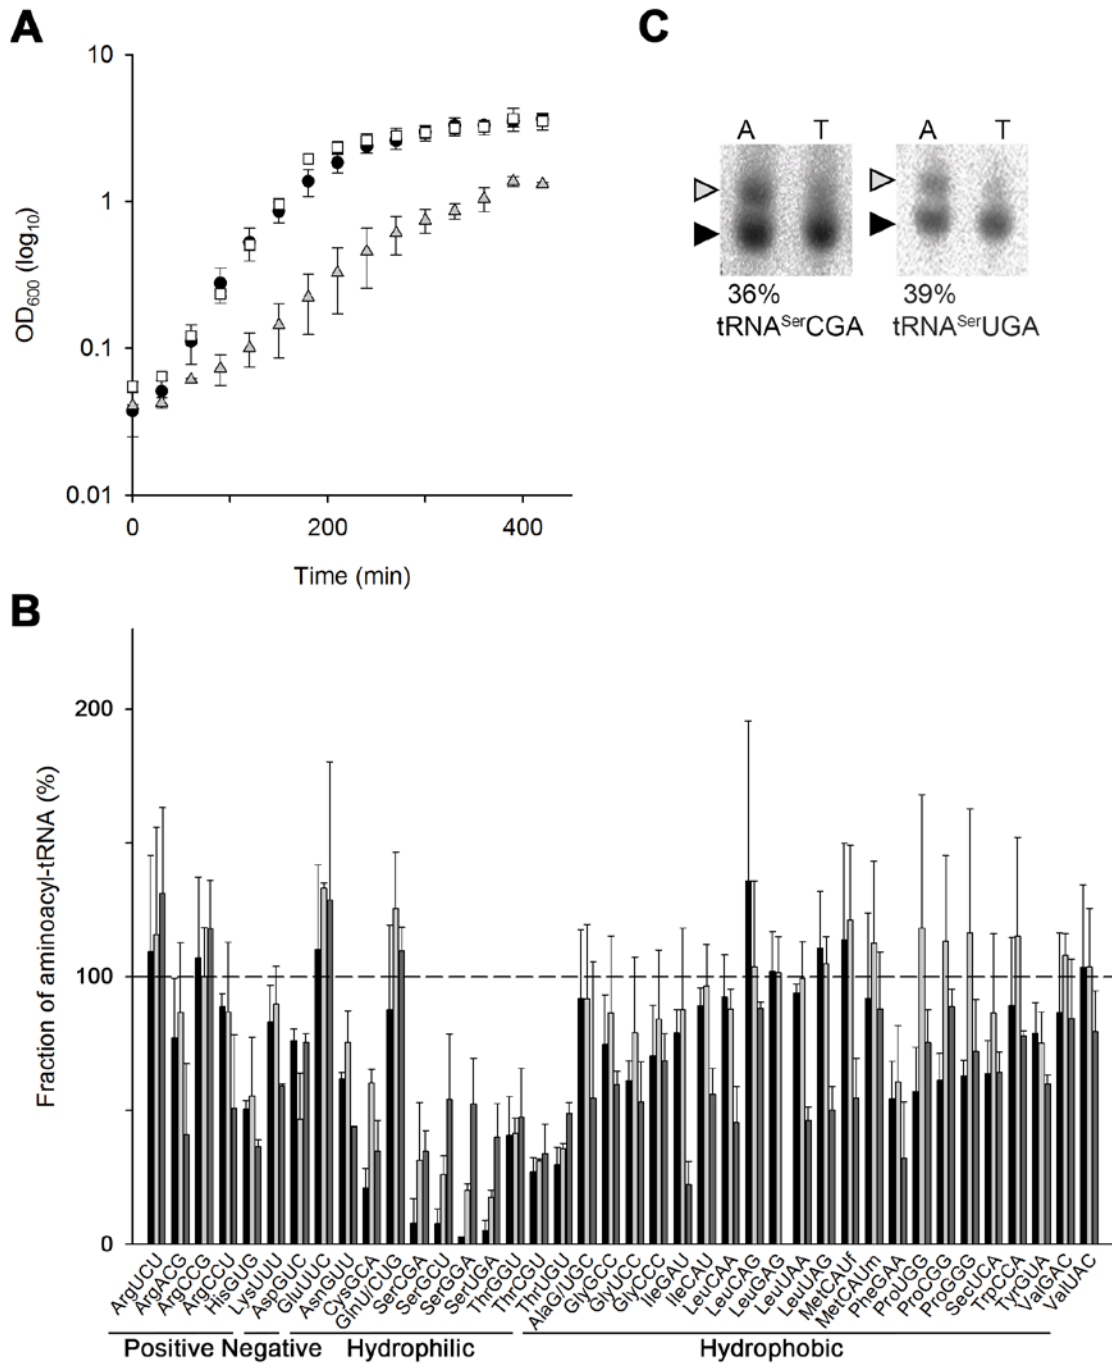 A
10
1
0.1
0.01
OD600 (log10)
0
200
400
Time (min)
C
A
T
A
T
36%
39%
tRNASerCGA
tRNASerUGA
B
200
100
0
Fraction of aminoacyl-tRNA (%)
ArgUCU
ArgACG
ArgCCG
ArgCCU
HisGUG
LysUUU
AspGUC
GluUUC
AsnGUU
CysGCA
GlnU/CUG
SerCGA
SerGCU
SerGGA
SerUGA
ThrGGU
ThrCGU
ThrUGU
AlaG/UGC
GlyGCC
GlyUCC
GlyCCC
IleGAU
IleCAU
LeuCAA
LeuCAG
LeuGAG
LeuUAA
LeuUAG
MetCAUf
MetCAUm
PheGAA
ProUGG
ProCGG
ProGGG
SecUCA
TrpCCA
TyrGUA
ValGAC
ValUAC
Positive Negative Hydrophilic Hydrophobic